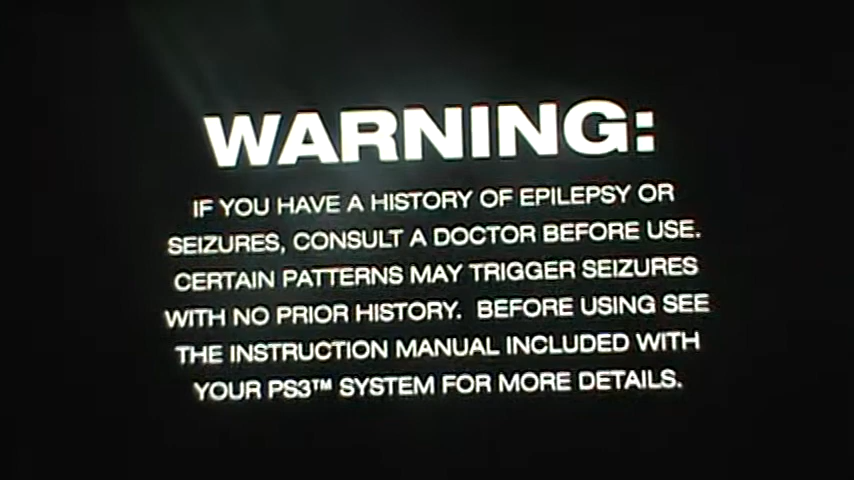 WARNING:
IF YOU HAVE A HISTORY OF EPILEPSY OR
SEIZURES, CONSULT A DOCTOR BEFORE USE.
CERTAIN PATTERNS MAY TRIGGER SEIZURES
WITH NO PRIOR HISTORY. BEFORE USING SEE
THE INSTRUCTION MANUAL INCLUDED WITH
YOUR PS3™ SYSTEM FOR MORE DETAILS.